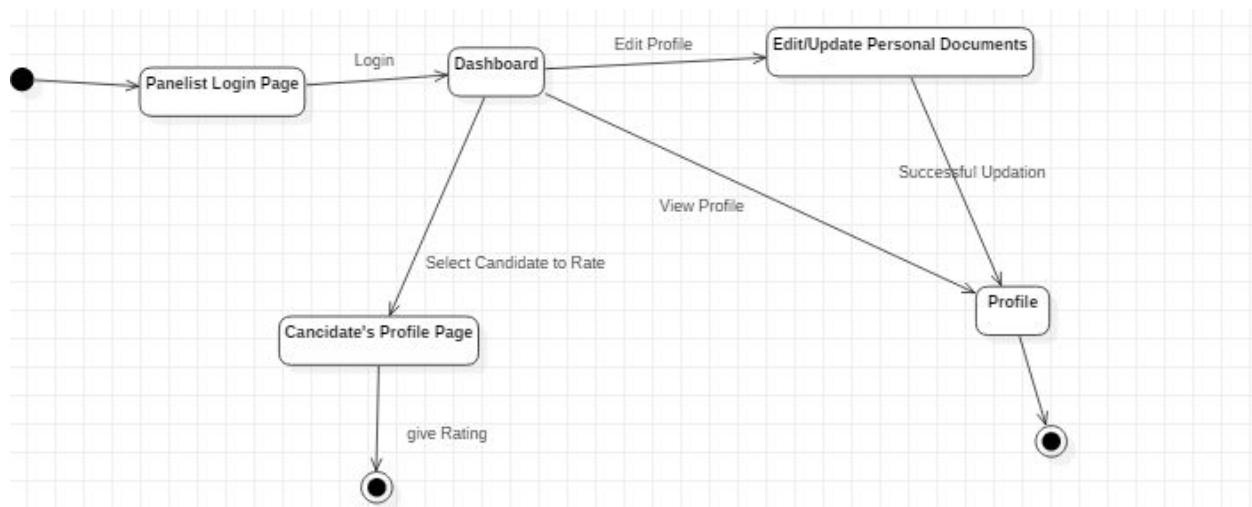 Edit Profile
Edit/Update Personal Documents
Login
Dashboard
Panelist Login Page
Successful Updation
View Profile
Select Candidate to Rate
Profile
Cancidate's Profile Page
give Rating